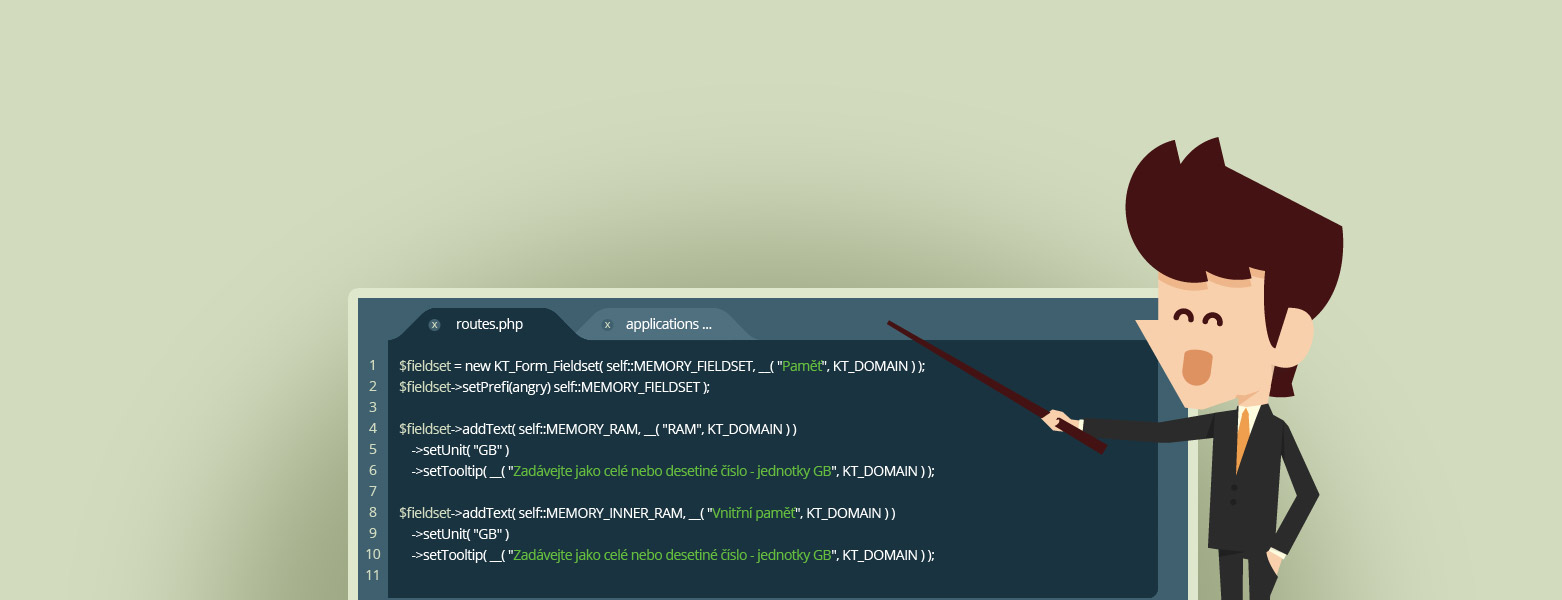 x routes.php x applications ...
1 $fieldset = new KT_Form_Fieldset( self::MEMORY_FIELDSET, __( "Paměť", KT_DOMAIN ) );
2 $fieldset->setPrefi(angry) self::MEMORY_FIELDSET );
3
4 $fieldset->addText( self::MEMORY_RAM, __( "RAM", KT_DOMAIN ) )
5 ->setUnit( "GB" )
6 ->setTooltip( __( "Zadávejte jako celé nebo desetiné číslo - jednotky GB", KT_DOMAIN ) );
7
8 $fieldset->addText( self::MEMORY_INNER_RAM, __( "Vnitřní paměť", KT_DOMAIN ) )
9 ->setUnit( "GB" )
10 ->setTooltip( __( "Zadávejte jako celé nebo desetiné číslo - jednotky GB", KT_DOMAIN ) );
11